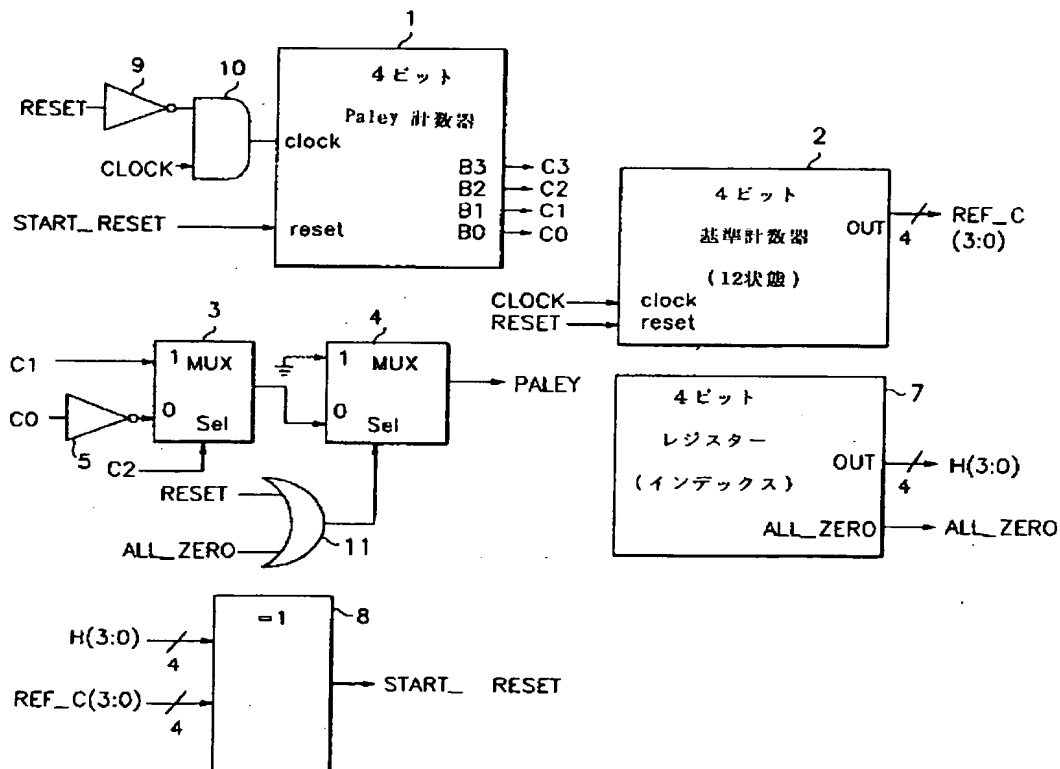 1
4ビット
Paley 計数器
9
10
RESET
CLOCK
clock
START_RESET
reset
B3
C3
B2
C2
B1
C1
B0
C0
2
4ビット
基準計数器
(12状態)
OUT
4
REF_C
(3:0)
CLOCK
RESET
clock
reset
3
C1
1
MUX
C0
0
Sel
5
C2
4
1
MUX
0
Sel
PALEY
RESET
ALL_ZERO
11
7
4ビット
レジスター
(インデックス)
OUT
4
H(3:0)
ALL_ZERO
ALL_ZERO
8
=1
H(3:0)
4
REF_C(3:0)
4
START_ RESET